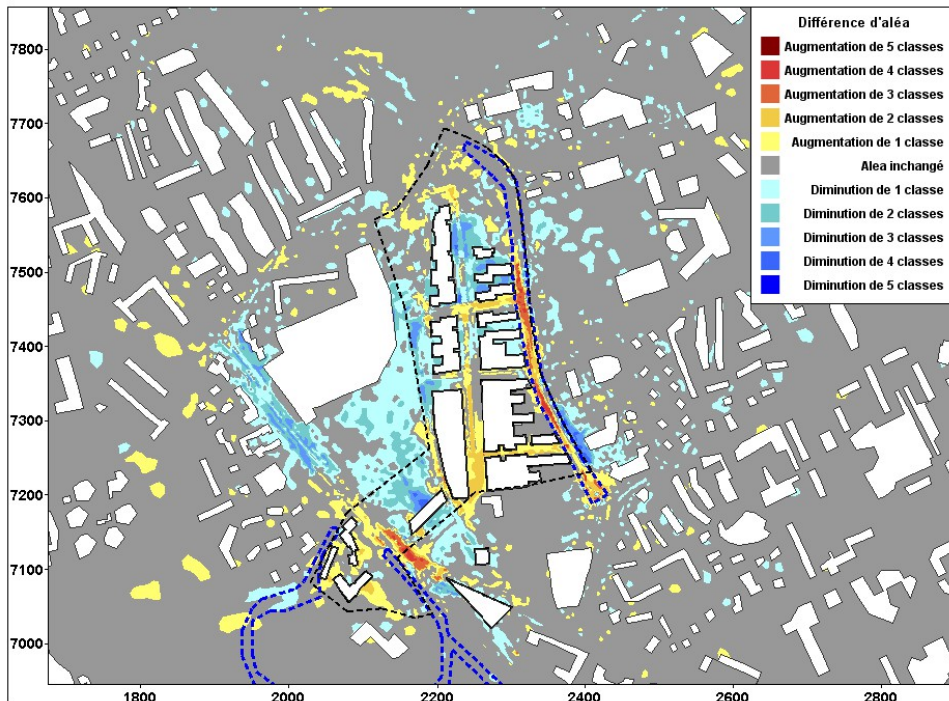 Différence d'aléa
Augmentation de 5 classes
Augmentation de 4 classes
Augmentation de 3 classes
Augmentation de 2 classes
Augmentation de 1 classe
Alea inchangé
Diminution de 1 classe
Diminution de 2 classes
Diminution de 3 classes
Diminution de 4 classes
Diminution de 5 classes
7800
7700
7600
7500
7400
7300
7200
7100
7000
1800 2000 2200 2400 2600 2800